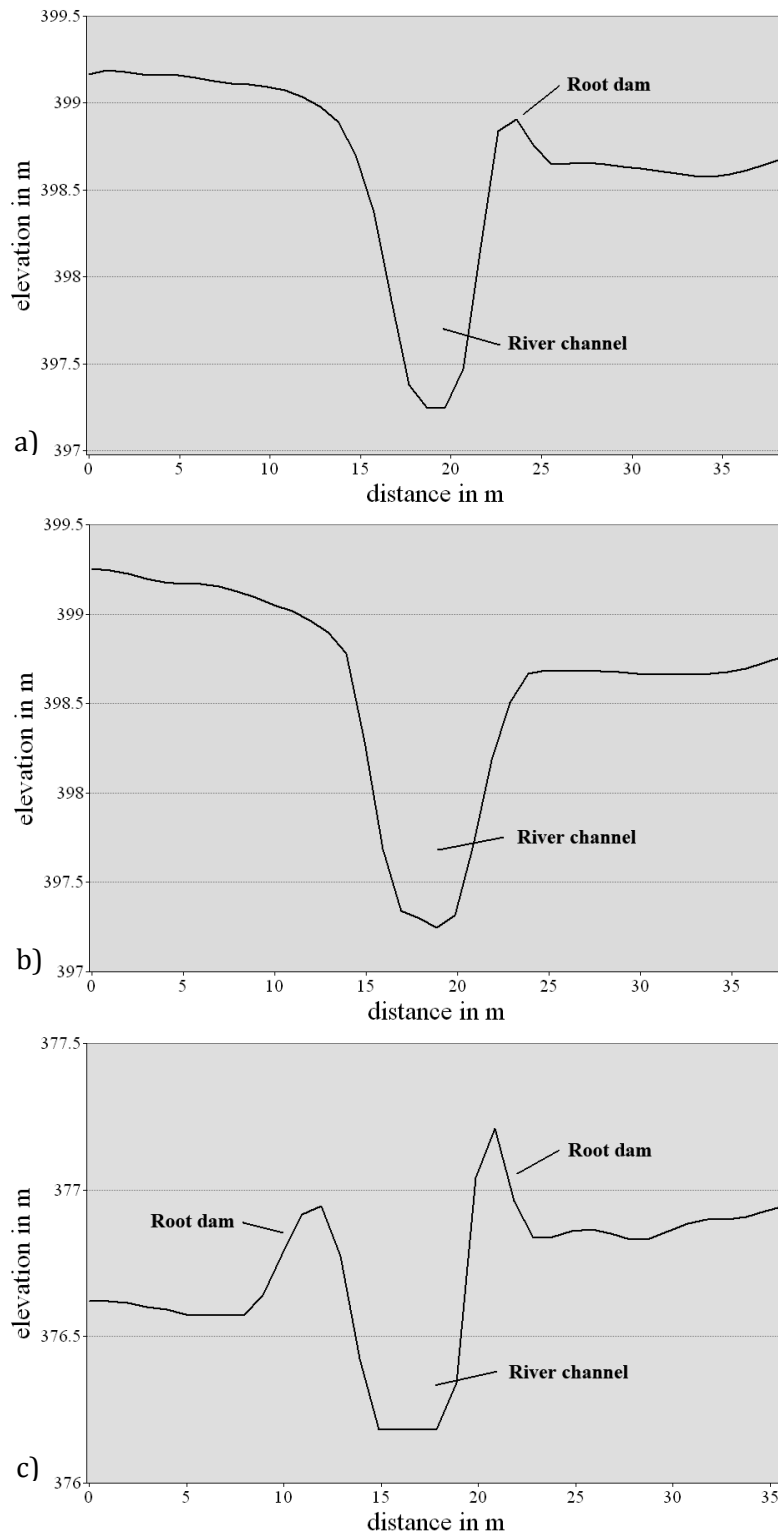 399.5
399
398.5
398
397.5
397
elevation in m
Root dam
River channel
a)
0 5 10 15 20 25 30 35
distance in m
399.5
399
398.5
398
397.5
397
elevation in m
River channel
b)
0 5 10 15 20 25 30 35
distance in m
377.5
377
376.5
376
elevation in m
Root dam
Root dam
River channel
c)
0 5 10 15 20 25 30 35
distance in m